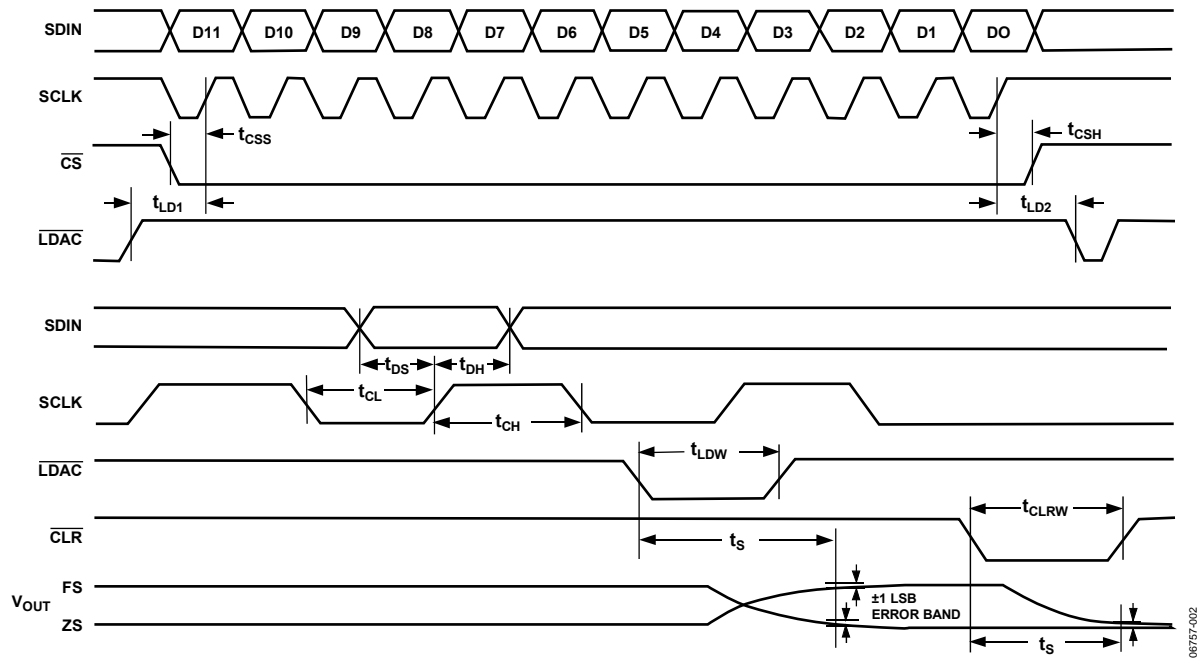 SDIN D11 D10 D9 D8 D7 D6 D5 D4 D3 D2 D1 DO
SCLK
tCSS tCSH
CS
tLD1 tLD2
LDAC
SDIN
tDS tDH
tCL
SCLK
tCH
LDAC tLDW
tCLRW
CLR
tS
FS
±1 LSB
VOUT
ERROR BAND
ZS
tS
06757-002